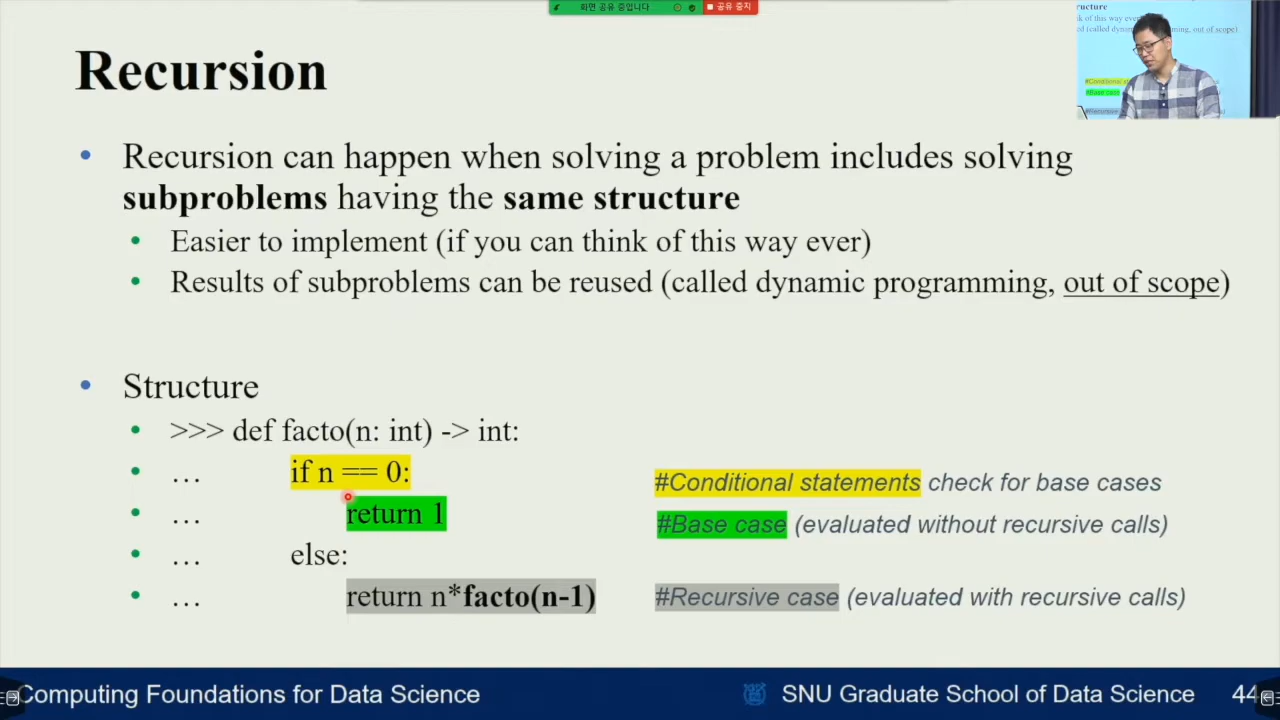 화면 공유 중입니다 공유 중지
Recursion
• Recursion can happen when solving a problem includes solving
subproblems having the same structure
• Easier to implement (if you can think of this way ever)
• Results of subproblems can be reused (called dynamic programming, out of scope)
• Structure
• >>> def facto(n: int) -> int:
• … if n == 0: #Conditional statements check for base cases
• … return 1 #Base case (evaluated without recursive calls)
• … else:
• … return n*facto(n-1) #Recursive case (evaluated with recursive calls)
Computing Foundations for Data Science SNU Graduate School of Data Science 44